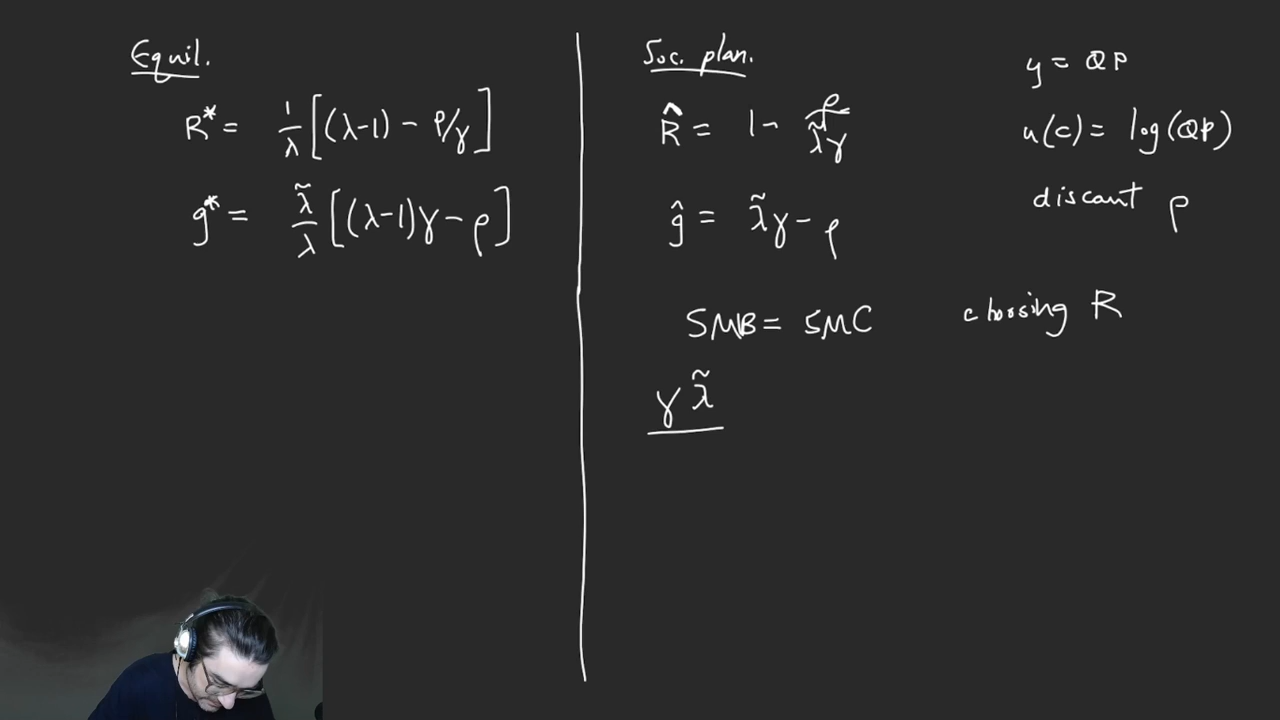 Equil.
R* = 1/λ [(λ-1) - ρ/γ]
g* = λ̃/λ [(λ-1)γ - ρ]
Soc. plan.
R̂ = 1 - ρ/λ̃γ
ĝ = λ̃γ - ρ
SMB = SMC
γλ̃
y = QP
u(c) = log(QP)
discount ρ
choosing R